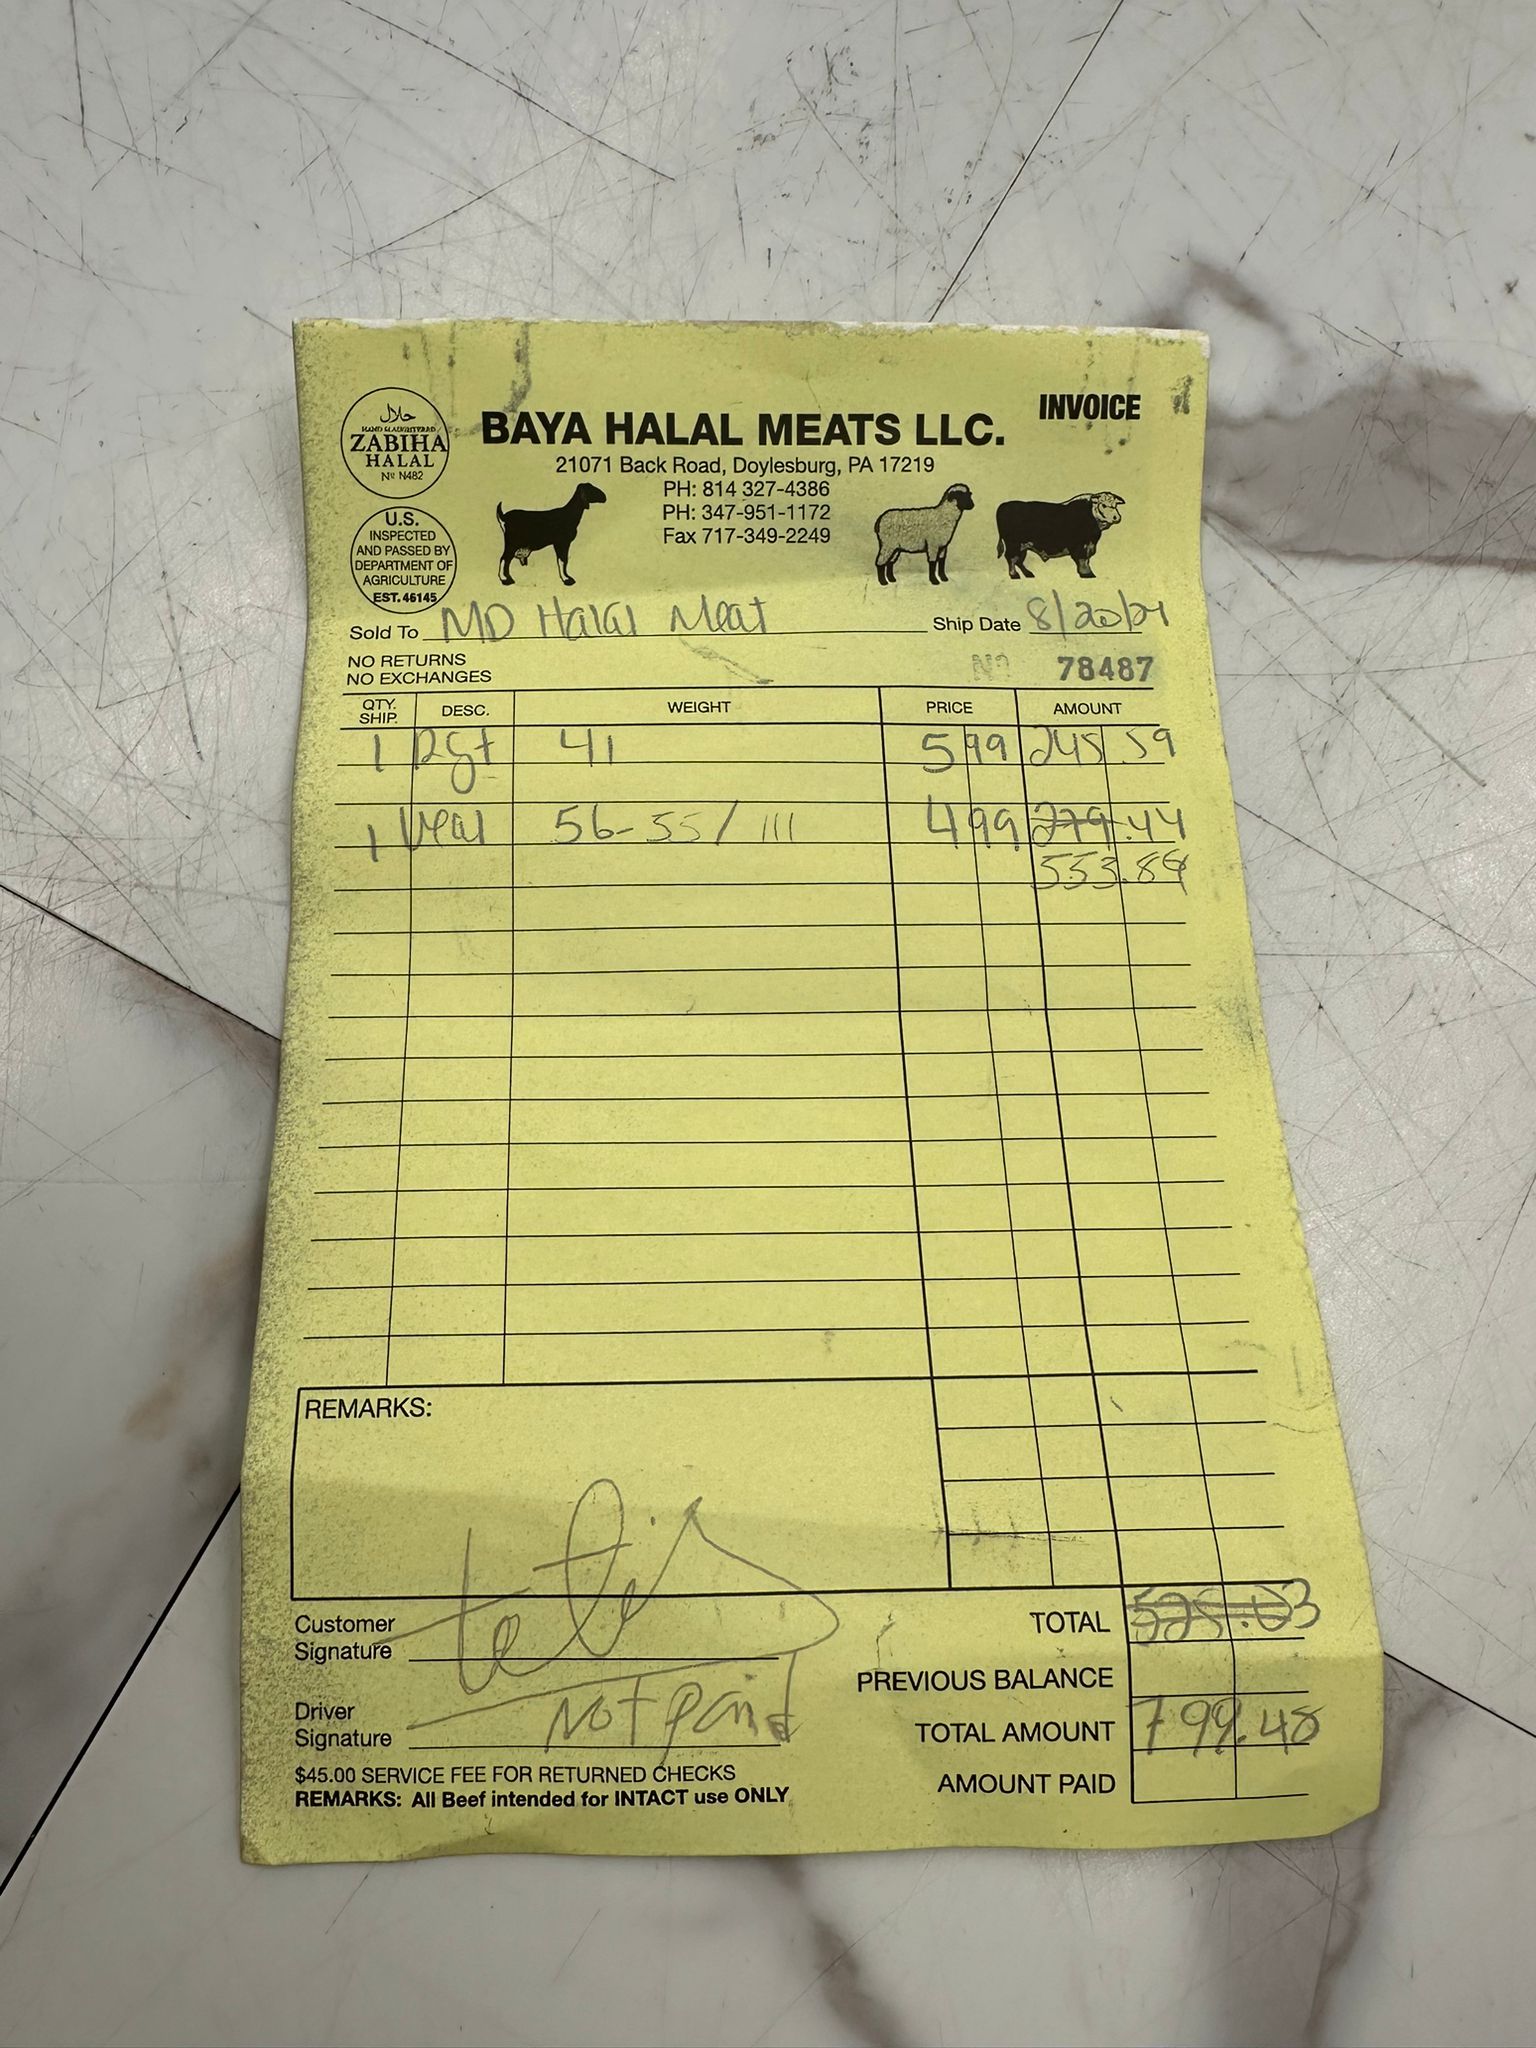 INVOICE
حلال
HAND SLAUGHTERED
ZABIHA
HALAL
No N482
BAYA HALAL MEATS LLC.
21071 Back Road, Doylesburg, PA 17219
PH: 814 327-4386
PH: 347-951-1172
Fax 717-349-2249
U.S.
INSPECTED
AND PASSED BY
DEPARTMENT OF
AGRICULTURE
EST. 46145
Sold To MD Halal Meat Ship Date 8/20/24
NO RETURNS
NO EXCHANGES
No 78487
QTY. SHIP. DESC. WEIGHT PRICE AMOUNT
1 41 5 99 245 59
1 Veal 56-55/111 4 99 279.44
553.89
REMARKS:
Customer
Signature
TOTAL 525.03
PREVIOUS BALANCE
Not paid
Driver
Signature
TOTAL AMOUNT 799.48
AMOUNT PAID
$45.00 SERVICE FEE FOR RETURNED CHECKS
REMARKS: All Beef intended for INTACT use ONLY